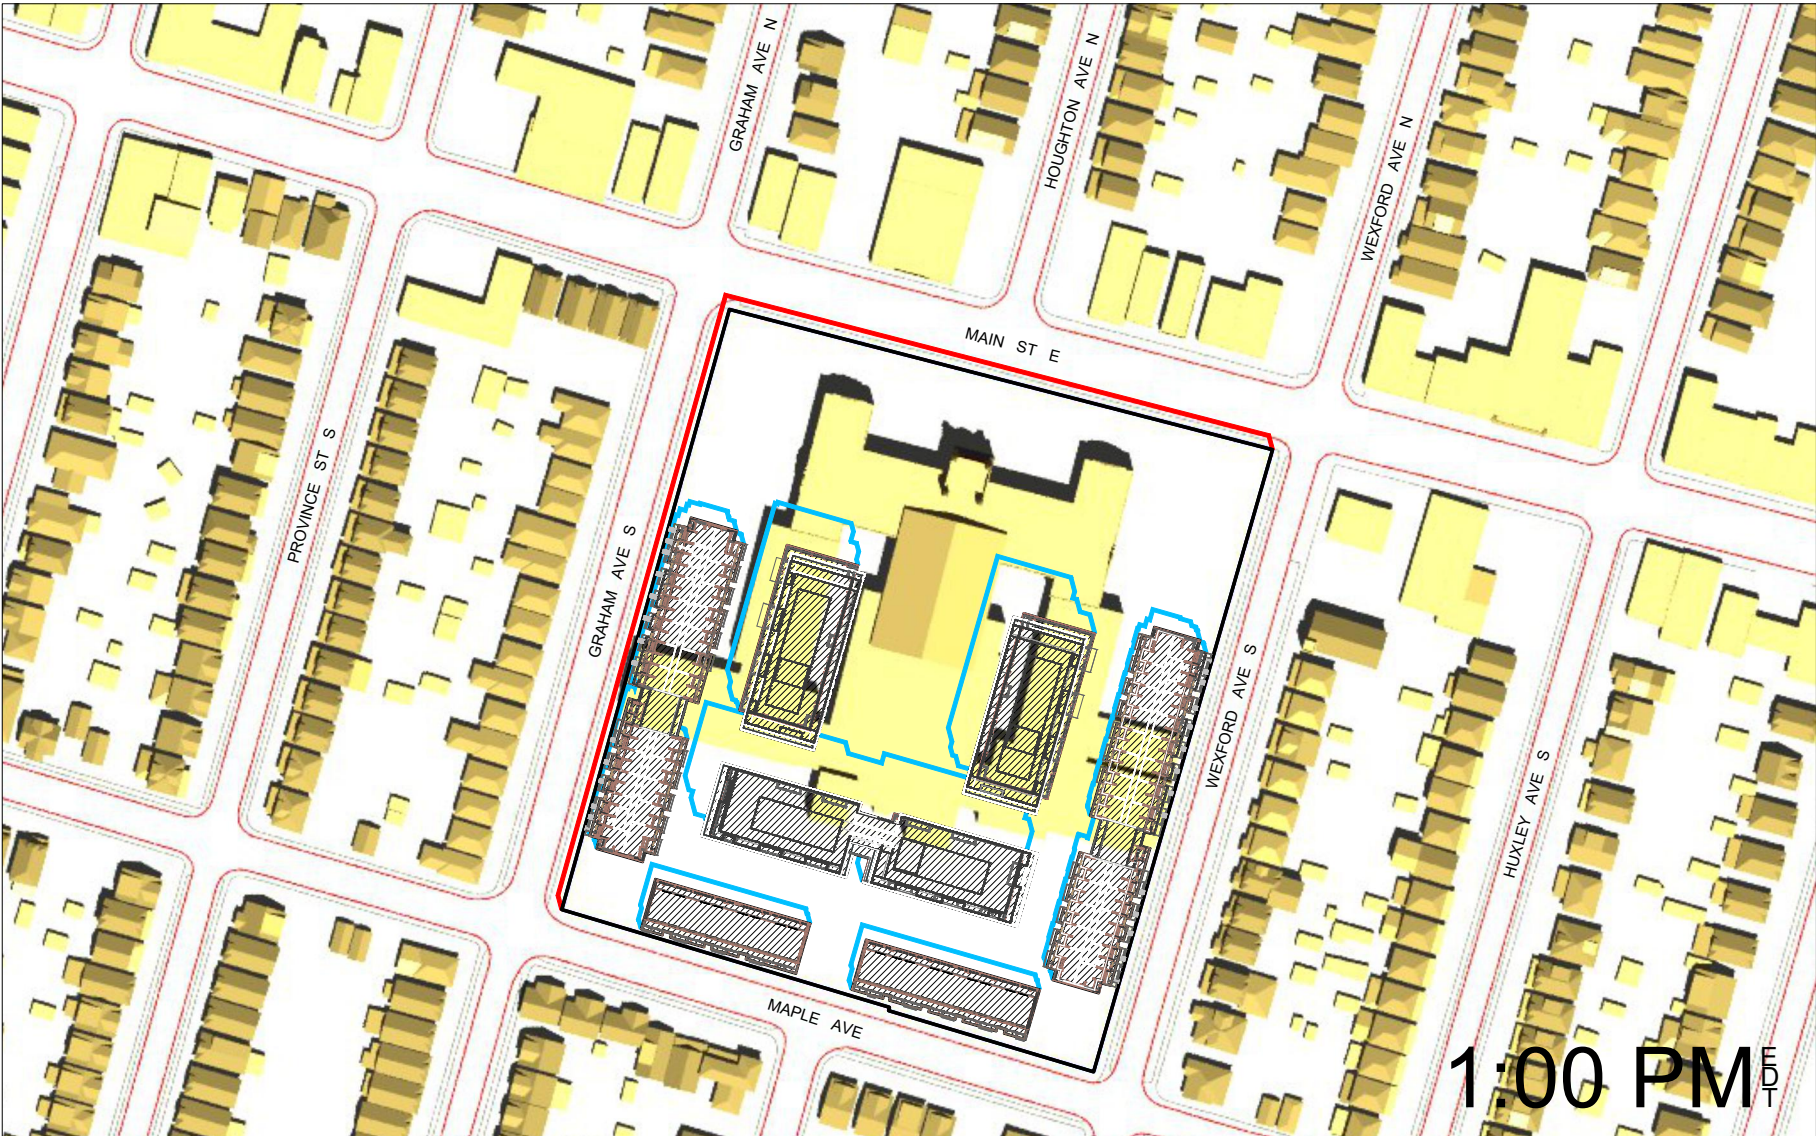 GRAHAM AVE N
HOUGHTON AVE N
WEXFORD AVE N
MAIN ST E
PROVINCE ST S
GRAHAM AVE S
WEXFORD AVE S
HUXLEY AVE S
MAPLE AVE
1:00 PM EDT